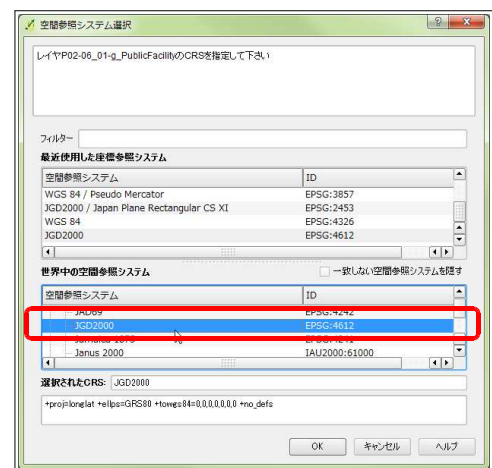 空間参照システム選択
レイヤP02-06_01-g_PublicFacilityのCRSを指定して下さい
フィルター
最近使用した座標参照システム
空間参照システム ID
WGS 84 / Pseudo Mercator EPSG:3857
JGD2000 / Japan Plane Rectangular CS XI EPSG:2453
WGS 84 EPSG:4326
JGD2000 EPSG:4612
世界中の空間参照システム 一致しない空間参照システムを隠す
空間参照システム ID
JAD69 EPSG:4242
JGD2000 EPSG:4612
Jamaica 1875 EPSG:4241
Janus 2000 IAU2000:61000
選択されたCRS: JGD2000
+proj=longlat +ellps=GRS80 +towgs84=0,0,0,0,0,0,0 +no_defs
OK キャンセル ヘルプ